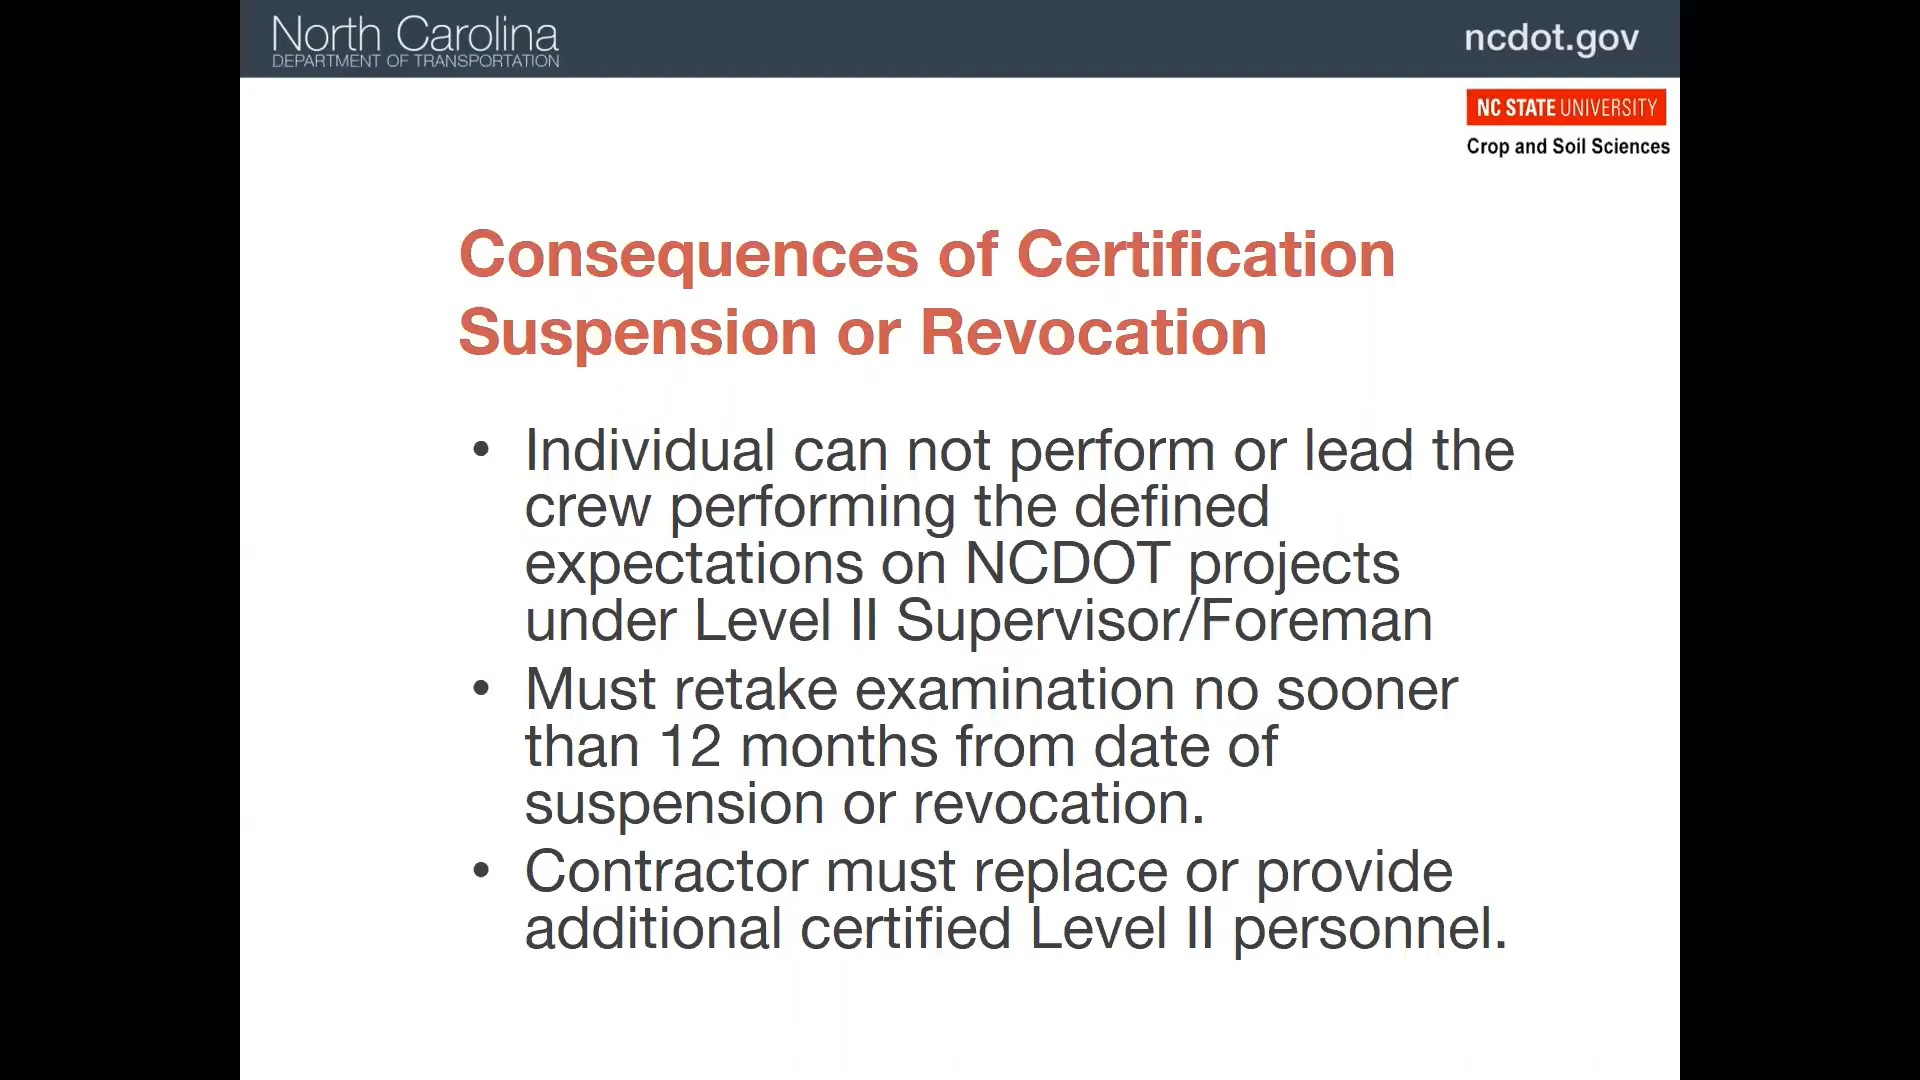 North Carolina
DEPARTMENT OF TRANSPORTATION
ncdot.gov
NC STATE UNIVERSITY
Crop and Soil Sciences
Consequences of Certification
Suspension or Revocation
• Individual can not perform or lead the
crew performing the defined
expectations on NCDOT projects
under Level II Supervisor/Foreman
• Must retake examination no sooner
than 12 months from date of
suspension or revocation.
• Contractor must replace or provide
additional certified Level II personnel.